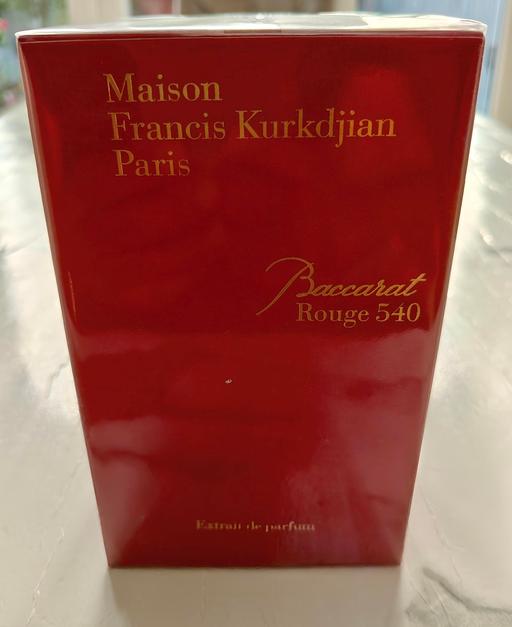 Maison
Francis Kurkdjian
Paris
Baccarat
Rouge 540
Extrait de parfum